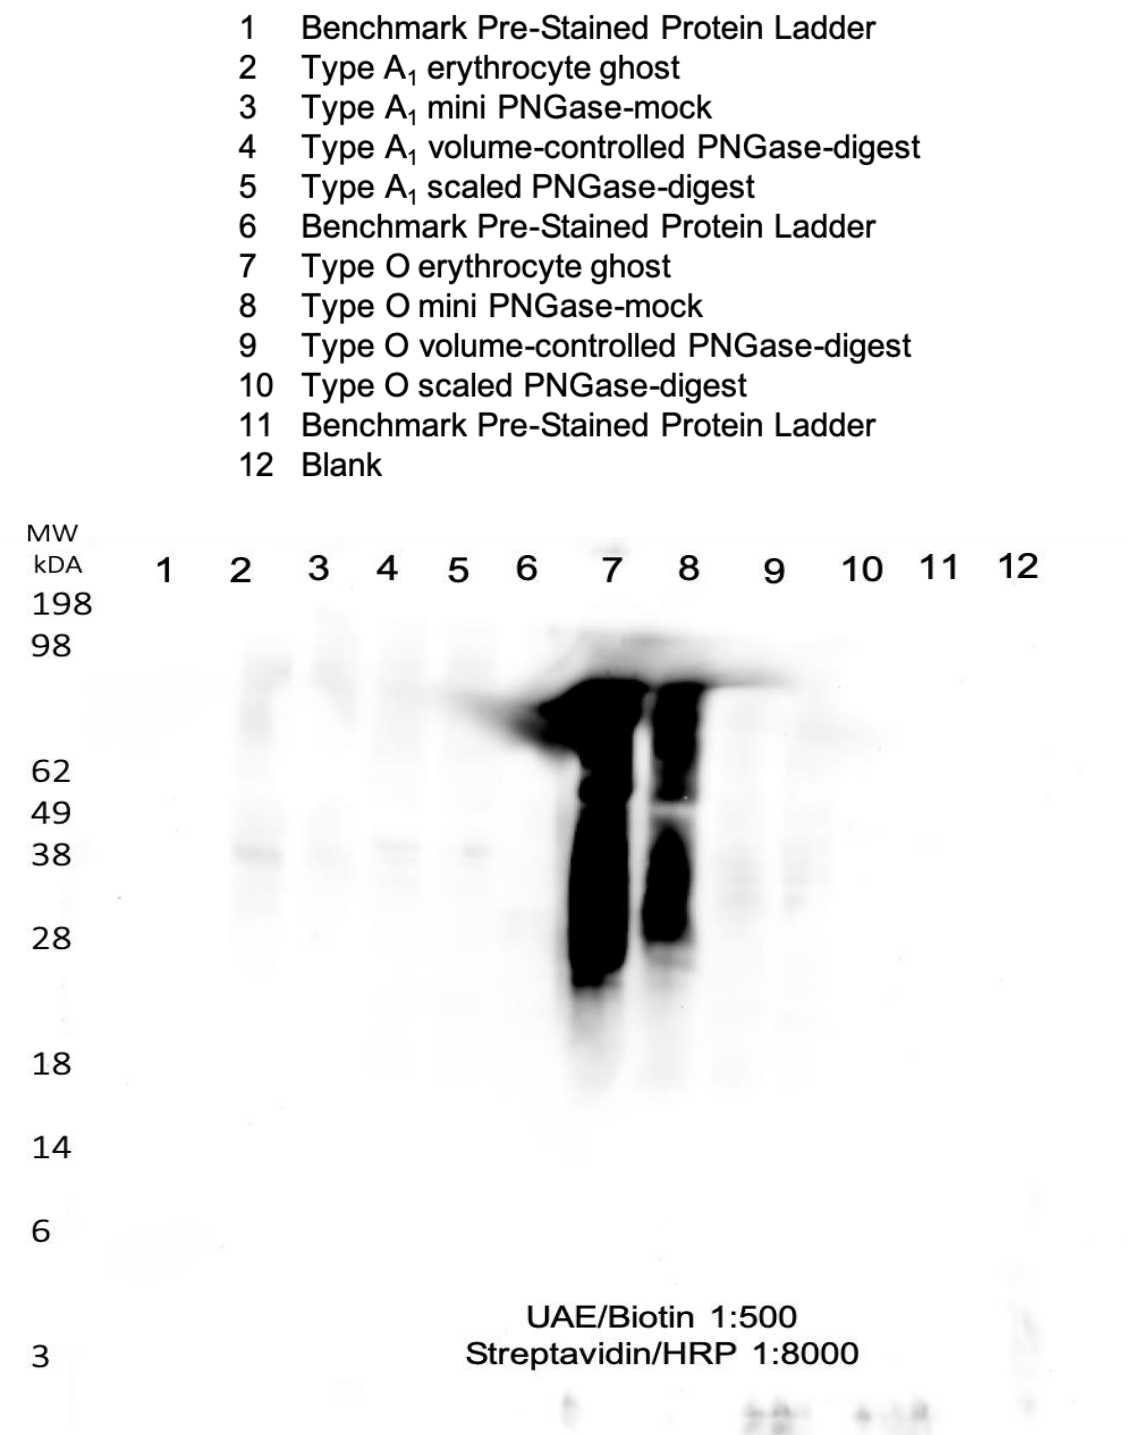 1 Benchmark Pre-Stained Protein Ladder
2 Type A₁ erythrocyte ghost
3 Type A₁ mini PNGase-mock
4 Type A₁ volume-controlled PNGase-digest
5 Type A₁ scaled PNGase-digest
6 Benchmark Pre-Stained Protein Ladder
7 Type O erythrocyte ghost
8 Type O mini PNGase-mock
9 Type O volume-controlled PNGase-digest
10 Type O scaled PNGase-digest
11 Benchmark Pre-Stained Protein Ladder
12 Blank
MW
kDA 1 2 3 4 5 6 7 8 9 10 11 12
198
98
62
49
38
28
18
14
6
UAE/Biotin 1:500
Streptavidin/HRP 1:8000
3